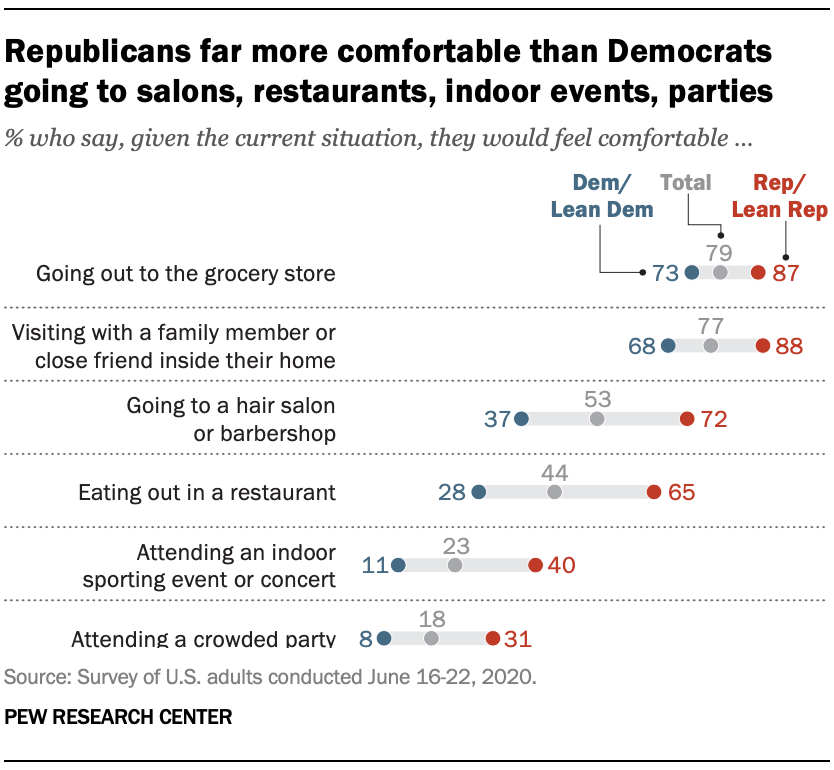 Republicans far more comfortable than Democrats
going to salons, restaurants, indoor events, parties
% who say, given the current situation, they would feel comfortable ...
Dem/
Lean Dem
Total
Rep/
Lean Rep
Going out to the grocery store
73
79
87
Visiting with a family member or
close friend inside their home
68
77
88
Going to a hair salon
or barbershop
37
53
72
Eating out in a restaurant
28
44
65
Attending an indoor
sporting event or concert
11
23
40
Attending a crowded party
8
18
31
Source: Survey of U.S. adults conducted June 16-22, 2020.
PEW RESEARCH CENTER